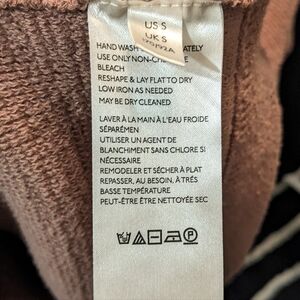 US S
UK S
HAND WASH
USE ONLY NON-
BLEACH
RESHAPE & LAY FLAT TO DRY
LOW IRON AS NEEDED
MAY BE DRY CLEANED
LAVER À LA MAIN À L'EAU FROIDE
SÉPARÉMEN
UTILISER UN AGENT DE
BLANCHIMENT SANS CHLORE SI
NÉCESSAIRE
REMODELER ET SÉCHER À PLAT
REPASSER, AU BESOIN, À TRÈS
BASSE TEMPÉRATURE
PEUT-ÊTRE ÊTRE NETTOYÉ SEC